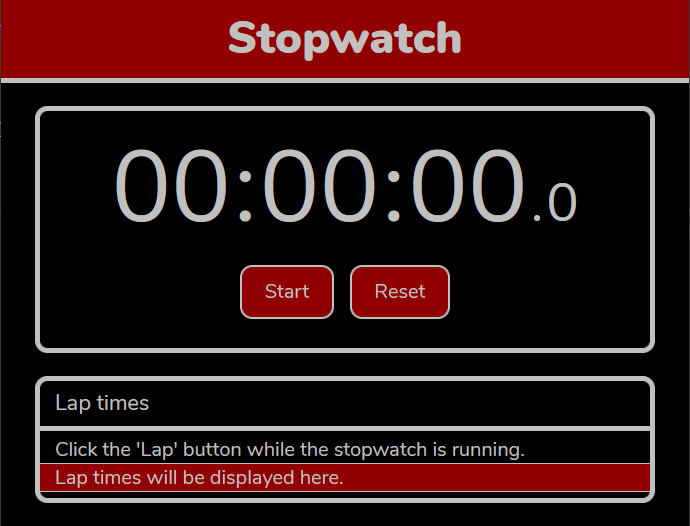 Stopwatch
00:00:00.0
Start Reset
Lap times
Click the 'Lap' button while the stopwatch is running.
Lap times will be displayed here.